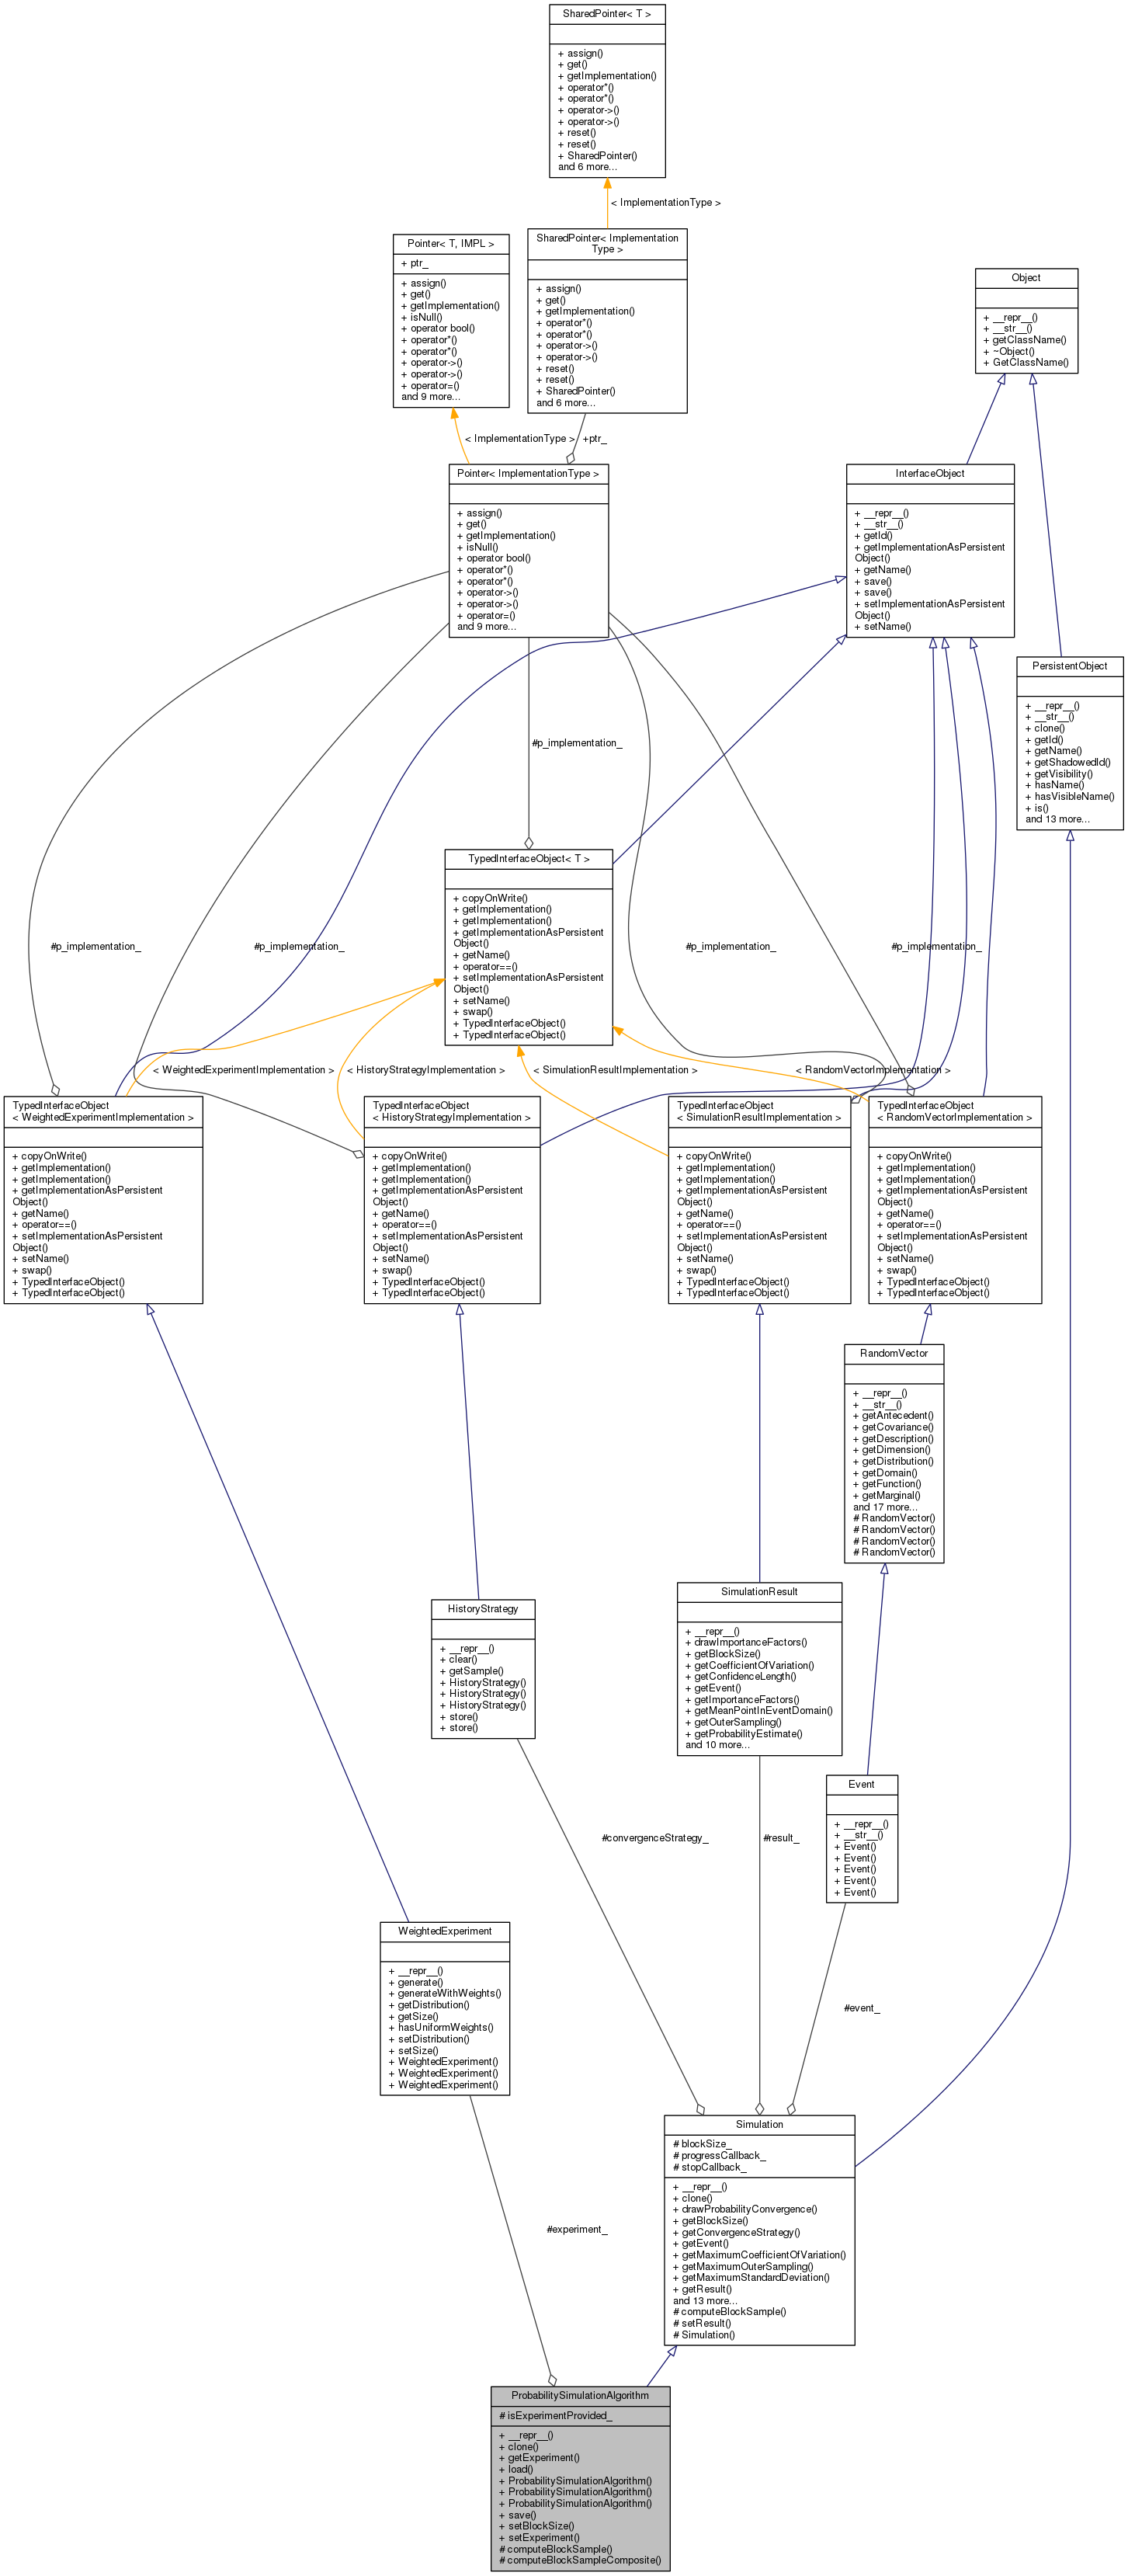 SharedPointer< T >
+ assign()
+ get()
+ getImplementation()
+ operator*()
+ operator*()
+ operator->()
+ operator->()
+ reset()
+ reset()
+ SharedPointer()
and 6 more...
< ImplementationType >
Pointer< T, IMPL >
+ ptr_
+ assign()
+ get()
+ getImplementation()
+ isNull()
+ operator bool()
+ operator*()
+ operator*()
+ operator->()
+ operator->()
+ operator=()
and 9 more...
SharedPointer< Implementation
Type >
+ assign()
+ get()
+ getImplementation()
+ operator*()
+ operator*()
+ operator->()
+ operator->()
+ reset()
+ reset()
+ SharedPointer()
and 6 more...
Object
+ __repr__()
+ __str__()
+ getClassName()
+ ~Object()
+ GetClassName()
< ImplementationType >
+ptr_
Pointer< ImplementationType >
+ assign()
+ get()
+ getImplementation()
+ isNull()
+ operator bool()
+ operator*()
+ operator*()
+ operator->()
+ operator->()
+ operator=()
and 9 more...
InterfaceObject
+ __repr__()
+ __str__()
+ getId()
+ getImplementationAsPersistent
Object()
+ getName()
+ save()
+ save()
+ setImplementationAsPersistent
Object()
+ setName()
PersistentObject
+ __repr__()
+ __str__()
+ clone()
+ getId()
+ getName()
+ getShadowedId()
+ getVisibility()
+ hasName()
+ hasVisibleName()
+ is()
and 13 more...
#p_implementation_
TypedInterfaceObject< T >
+ copyOnWrite()
+ getImplementation()
+ getImplementation()
+ getImplementationAsPersistent
Object()
+ getName()
+ operator==()
+ setImplementationAsPersistent
Object()
+ setName()
+ swap()
+ TypedInterfaceObject()
+ TypedInterfaceObject()
#p_implementation_
#p_implementation_
#p_implementation_
#p_implementation_
< WeightedExperimentImplementation >
< HistoryStrategyImplementation >
< SimulationResultImplementation >
< RandomVectorImplementation >
TypedInterfaceObject
< WeightedExperimentImplementation >
+ copyOnWrite()
+ getImplementation()
+ getImplementation()
+ getImplementationAsPersistent
Object()
+ getName()
+ operator==()
+ setImplementationAsPersistent
Object()
+ setName()
+ swap()
+ TypedInterfaceObject()
+ TypedInterfaceObject()
TypedInterfaceObject
< HistoryStrategyImplementation >
+ copyOnWrite()
+ getImplementation()
+ getImplementation()
+ getImplementationAsPersistent
Object()
+ getName()
+ operator==()
+ setImplementationAsPersistent
Object()
+ setName()
+ swap()
+ TypedInterfaceObject()
+ TypedInterfaceObject()
TypedInterfaceObject
< SimulationResultImplementation >
+ copyOnWrite()
+ getImplementation()
+ getImplementation()
+ getImplementationAsPersistent
Object()
+ getName()
+ operator==()
+ setImplementationAsPersistent
Object()
+ setName()
+ swap()
+ TypedInterfaceObject()
+ TypedInterfaceObject()
TypedInterfaceObject
< RandomVectorImplementation >
+ copyOnWrite()
+ getImplementation()
+ getImplementation()
+ getImplementationAsPersistent
Object()
+ getName()
+ operator==()
+ setImplementationAsPersistent
Object()
+ setName()
+ swap()
+ TypedInterfaceObject()
+ TypedInterfaceObject()
RandomVector
+ __repr__()
+ __str__()
+ getAntecedent()
+ getCovariance()
+ getDescription()
+ getDimension()
+ getDistribution()
+ getDomain()
+ getFunction()
+ getMarginal()
and 17 more...
# RandomVector()
# RandomVector()
# RandomVector()
# RandomVector()
HistoryStrategy
+ __repr__()
+ clear()
+ getSample()
+ HistoryStrategy()
+ HistoryStrategy()
+ HistoryStrategy()
+ store()
+ store()
SimulationResult
+ __repr__()
+ drawImportanceFactors()
+ getBlockSize()
+ getCoefficientOfVariation()
+ getConfidenceLength()
+ getEvent()
+ getImportanceFactors()
+ getMeanPointInEventDomain()
+ getOuterSampling()
+ getProbabilityEstimate()
and 10 more...
Event
+ __repr__()
+ __str__()
+ Event()
+ Event()
+ Event()
+ Event()
+ Event()
#convergenceStrategy_
#result_
WeightedExperiment
+ __repr__()
+ generate()
+ generateWithWeights()
+ getDistribution()
+ getSize()
+ hasUniformWeights()
+ setDistribution()
+ setSize()
+ WeightedExperiment()
+ WeightedExperiment()
+ WeightedExperiment()
#event_
Simulation
# blockSize_
# progressCallback_
# stopCallback_
+ __repr__()
+ clone()
+ drawProbabilityConvergence()
+ getBlockSize()
+ getConvergenceStrategy()
+ getEvent()
+ getMaximumCoefficientOfVariation()
+ getMaximumOuterSampling()
+ getMaximumStandardDeviation()
+ getResult()
and 13 more...
# computeBlockSample()
# setResult()
# Simulation()
#experiment_
ProbabilitySimulationAlgorithm
# isExperimentProvided_
+ __repr__()
+ clone()
+ getExperiment()
+ load()
+ ProbabilitySimulationAlgorithm()
+ ProbabilitySimulationAlgorithm()
+ ProbabilitySimulationAlgorithm()
+ save()
+ setBlockSize()
+ setExperiment()
# computeBlockSample()
# computeBlockSampleComposite()